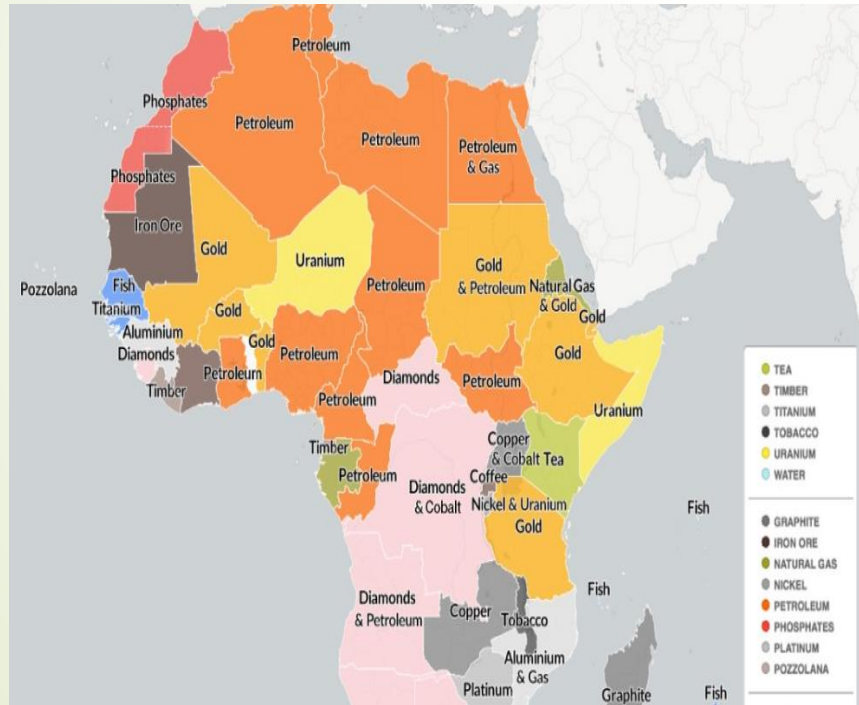 Petroleum
Phosphates
Petroleum
Petroleum
Petroleum
& Gas
Phosphates
Iron Ore
Gold
Uranium
Gold
& Petroleum
Natural Gas
& Gold
Pozzolana
Fish
Titanium
Petroleum
Gold
Gold
Aluminium
Gold
Gold
Diamonds
Petroleum
Petroleum
Diamonds
Petroleum
Timber
Petroleum
Uranium
Copper
& Cobalt
Tea
Timber
Petroleum
Coffee
Diamonds
& Cobalt
Nickel & Uranium
Gold
Fish
Fish
Diamonds
& Petroleum
Copper
Tobacco
Aluminium
& Gas
Platinum
Graphite
Fish
TEA
TIMBER
TITANIUM
TOBACCO
URANIUM
WATER
GRAPHITE
IRON ORE
NATURAL GAS
NICKEL
PETROLEUM
PHOSPHATES
PLATINUM
POZZOLANA